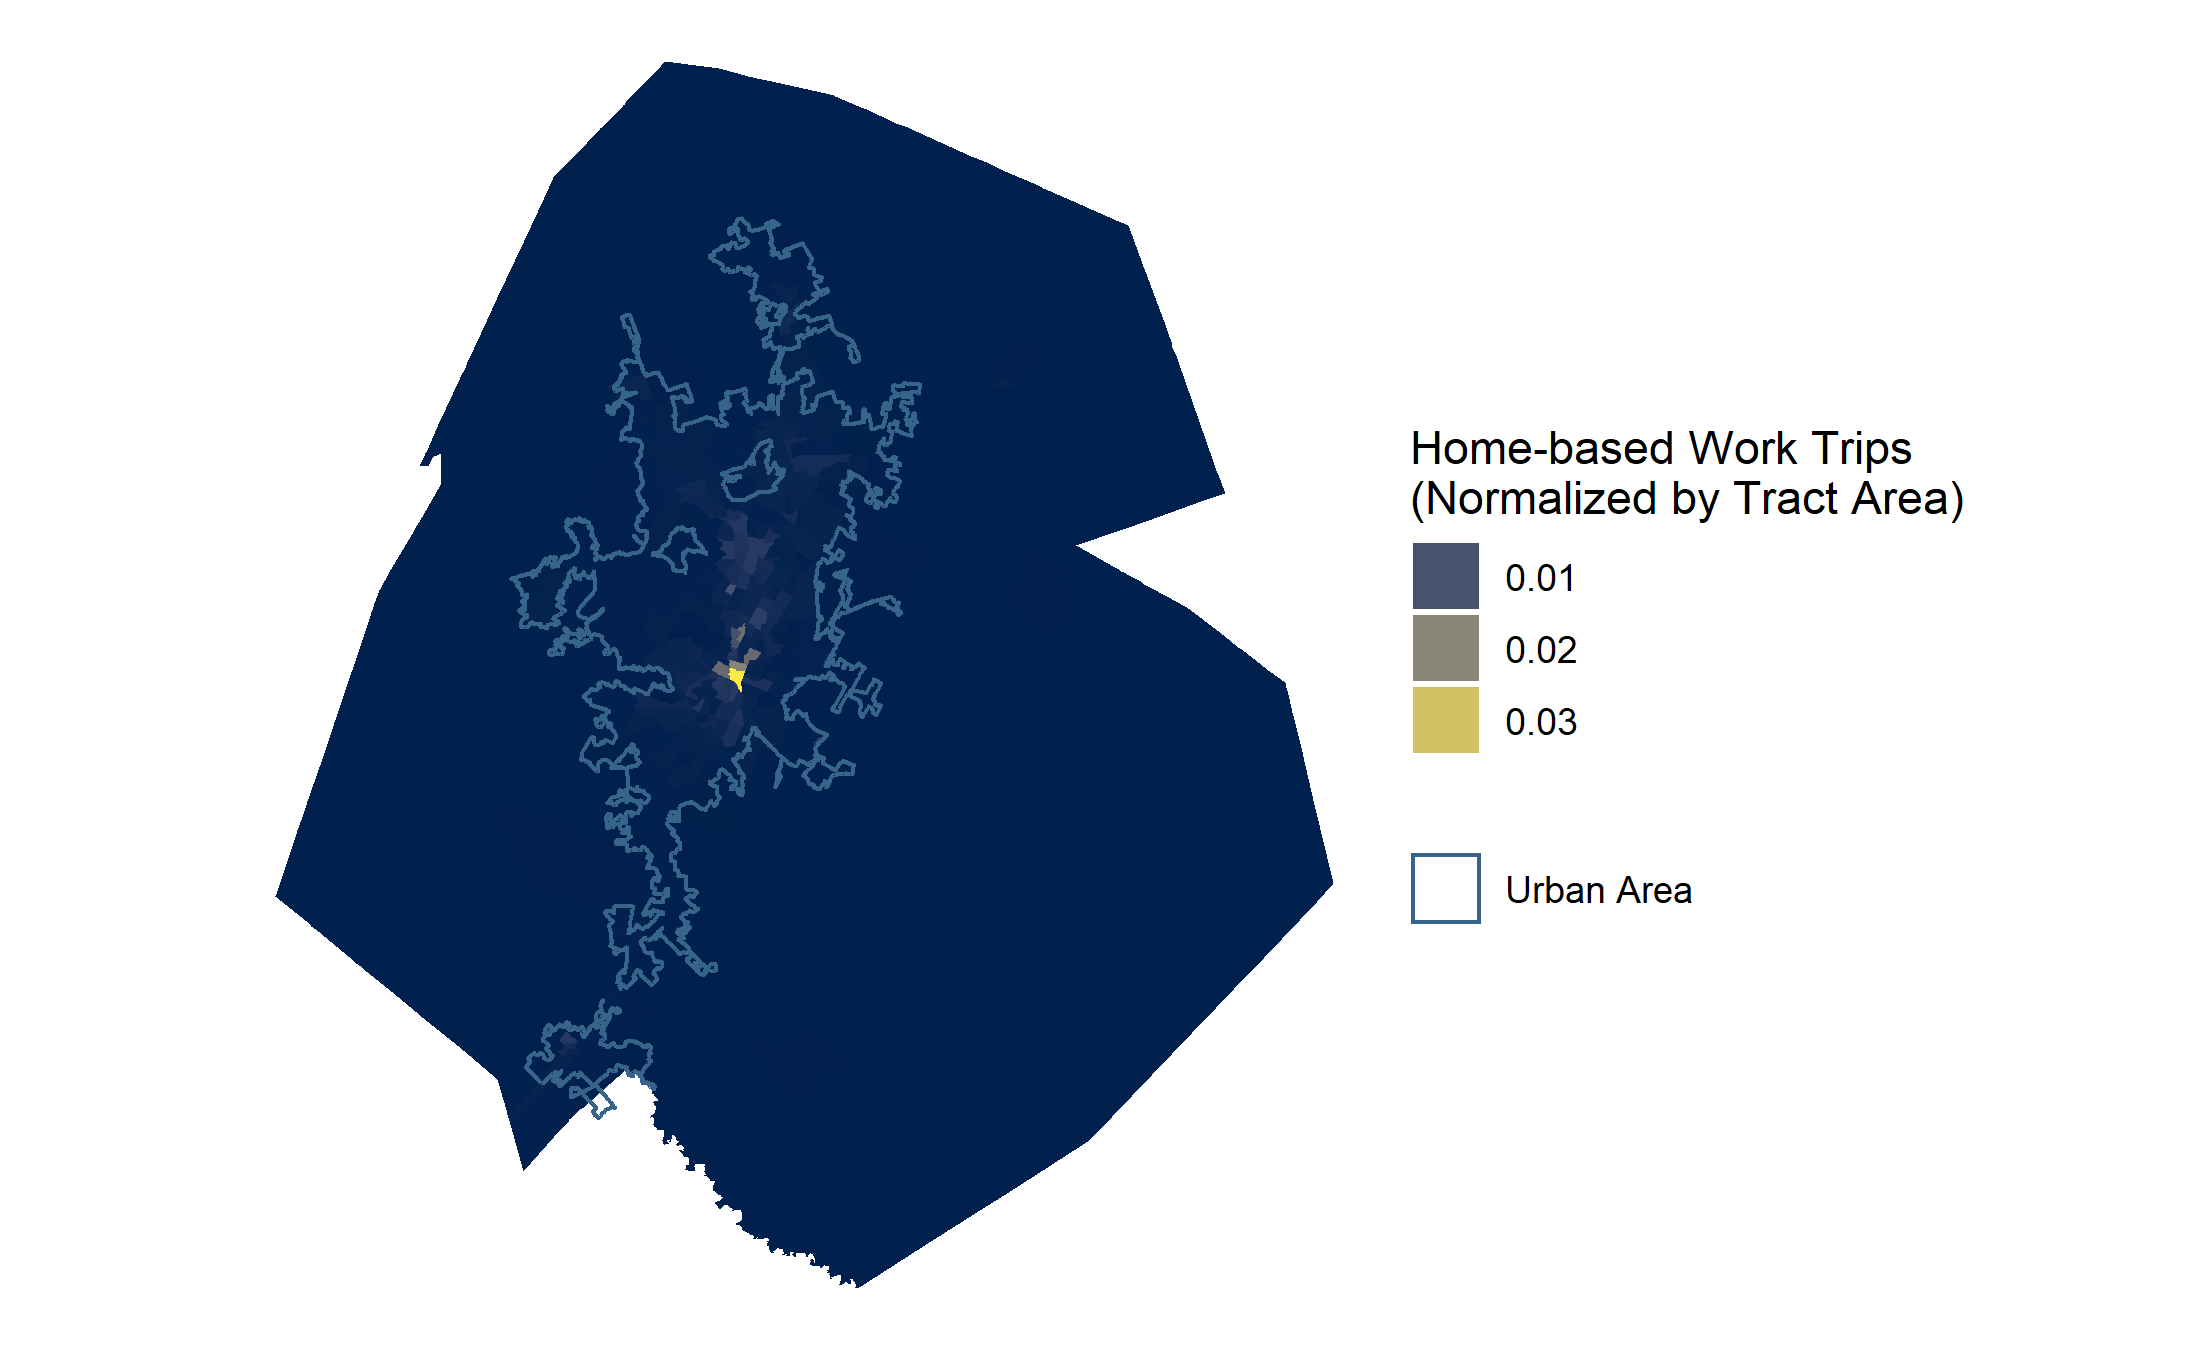 Home-based Work Trips
(Normalized by Tract Area)
0.01
0.02
0.03
Urban Area